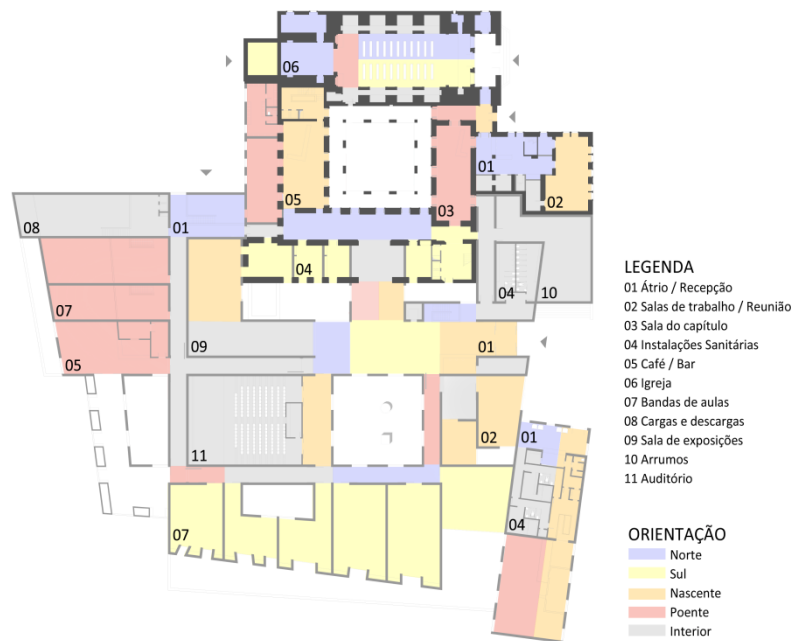 06
01
02
05
03
08
01
04
04
10
07
09
01
05
02
11
01
07
04
LEGENDA
01 Átrio / Recepção
02 Salas de trabalho / Reunião
03 Sala do capítulo
04 Instalações Sanitárias
05 Café / Bar
06 Igreja
07 Bandas de aulas
08 Cargas e descargas
09 Sala de exposições
10 Arrumos
11 Auditório
ORIENTAÇÃO
Norte
Sul
Nascente
Poente
Interior